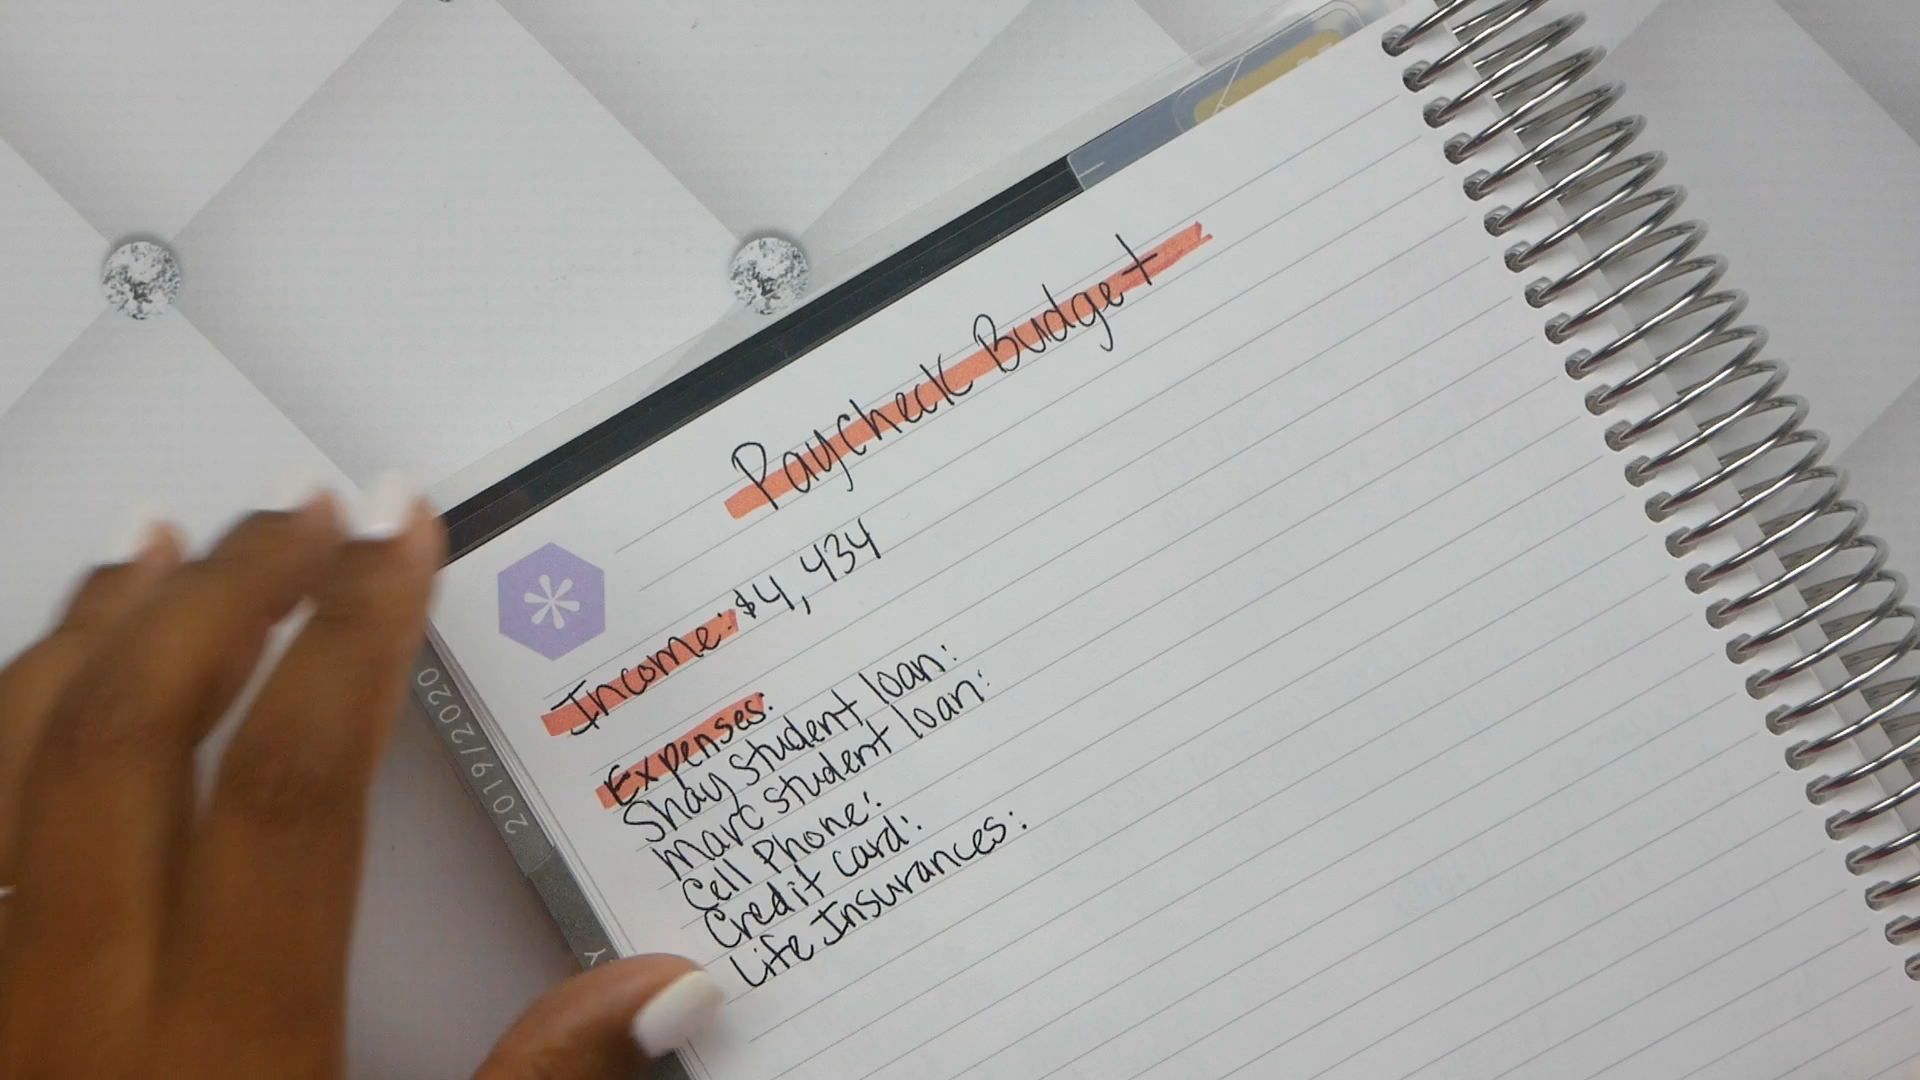 Paycheck Budget
Income: $4,434
Expenses:
Shay Student loan:
Marc Student loan:
Cell Phone:
Credit Card:
Life Insurances:
2019/2020
Y